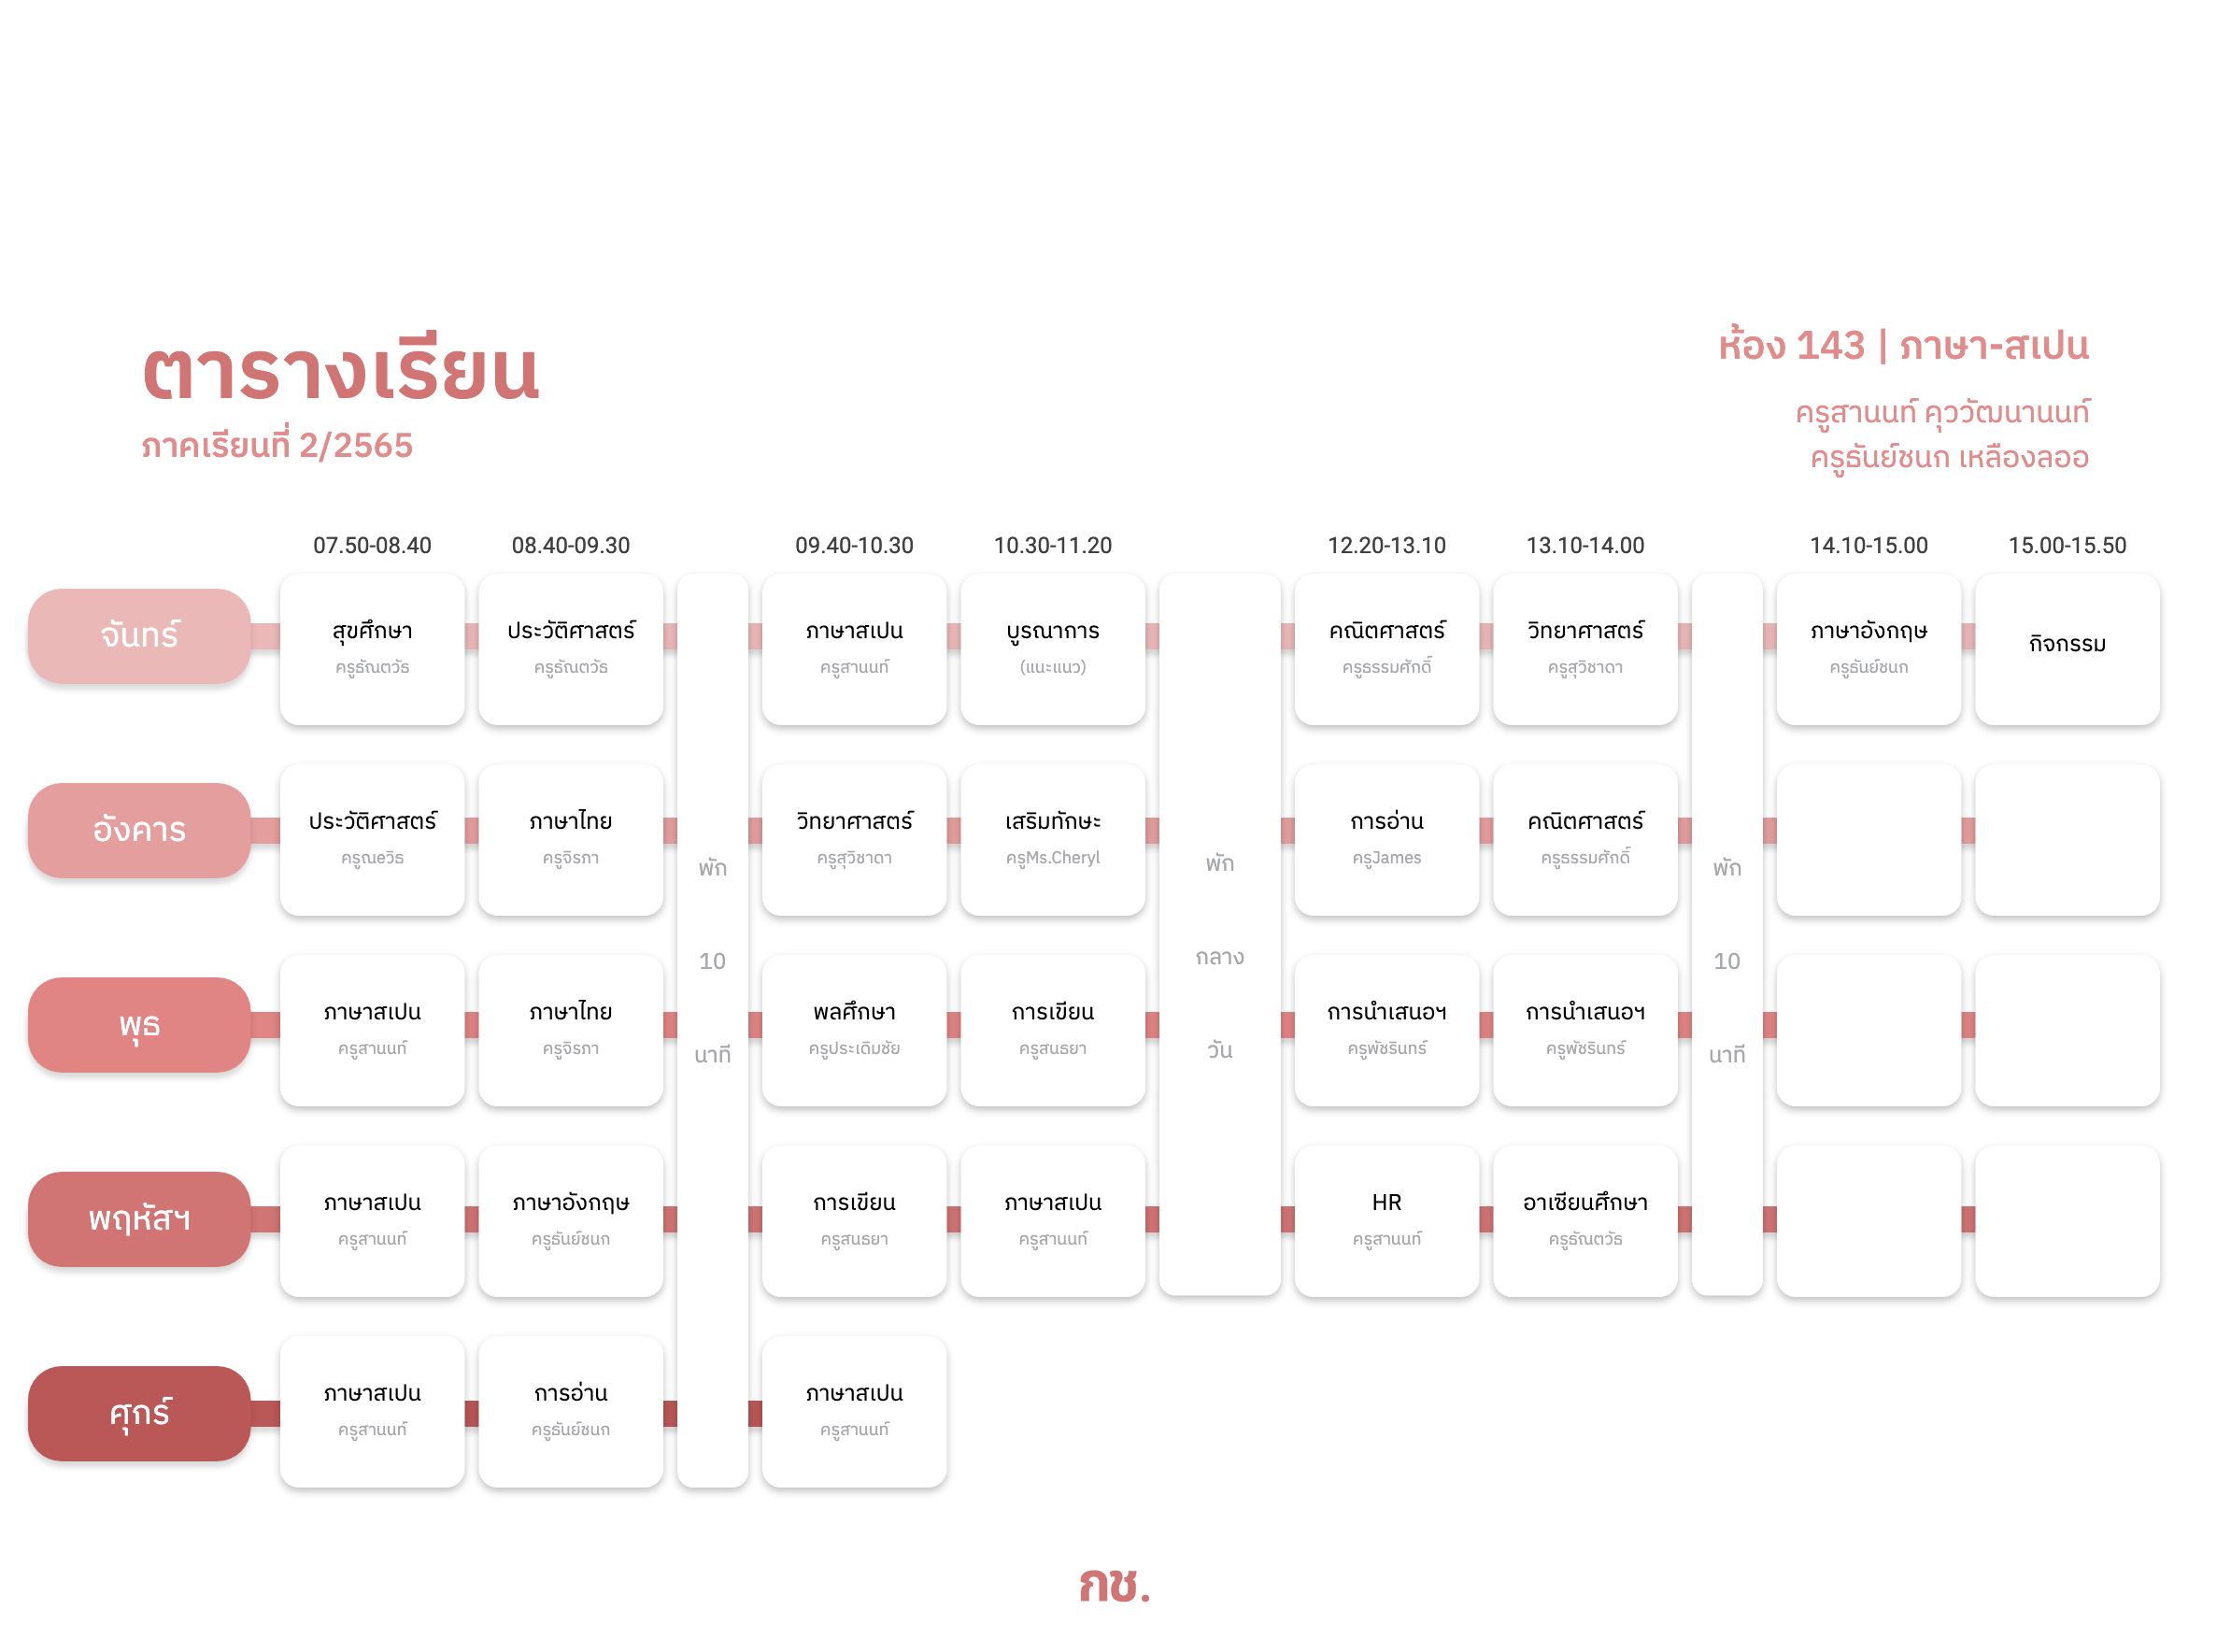 ตารางเรียน
ภาคเรียนที่ 2/2565
ห้อง 143 | ภาษา-สเปน
ครูสานนท์ คุววัฒนานนท์
ครูธันย์ชนก เหลืองลออ
07.50-08.40 08.40-09.30 09.40-10.30 10.30-11.20 12.20-13.10 13.10-14.00 14.10-15.00 15.00-15.50
จันทร์
สุขศึกษา
ครูธัณตวัธ
ประวัติศาสตร์
ครูธัณตวัธ
ภาษาสเปน
ครูสานนท์
บูรณาการ
(แนะแนว)
คณิตศาสตร์
ครูธรรมศักดิ์
วิทยาศาสตร์
ครูสุวิชาดา
ภาษาอังกฤษ
ครูธันย์ชนก
กิจกรรม
อังคาร
ประวัติศาสตร์
ครูณeวิธ
ภาษาไทย
ครูจิรภา
วิทยาศาสตร์
ครูสุวิชาดา
เสริมทักษะ
ครูMs.Cheryl
การอ่าน
ครูJames
คณิตศาสตร์
ครูธรรมศักดิ์
พัก
10
นาที
พัก
กลาง
วัน
พัก
10
นาที
พุธ
ภาษาสเปน
ครูสานนท์
ภาษาไทย
ครูจิรภา
พลศึกษา
ครูประเดิมชัย
การเขียน
ครูสนธยา
การนำเสนอฯ
ครูพัชรินทร์
การนำเสนอฯ
ครูพัชรินทร์
พฤหัสฯ
ภาษาสเปน
ครูสานนท์
ภาษาอังกฤษ
ครูธันย์ชนก
การเขียน
ครูสนธยา
ภาษาสเปน
ครูสานนท์
HR
ครูสานนท์
อาเซียนศึกษา
ครูธัณตวัธ
ศุกร์
ภาษาสเปน
ครูสานนท์
การอ่าน
ครูธันย์ชนก
ภาษาสเปน
ครูสานนท์
กช.